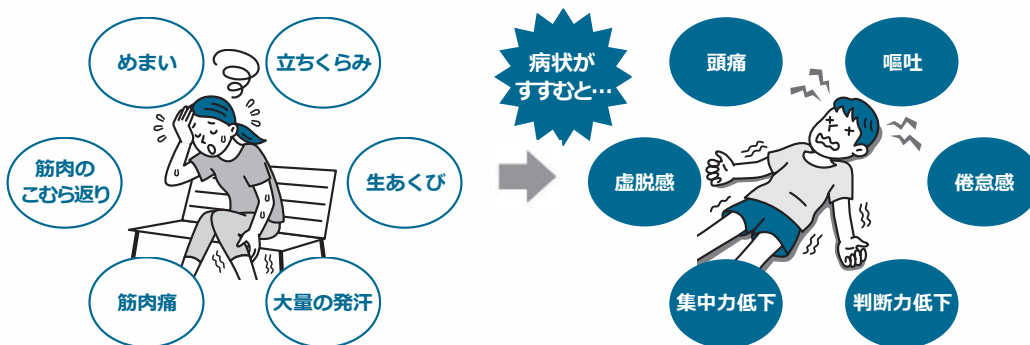 めまい
立ちくらみ
筋肉の
こむら返り
生あくび
筋肉痛
大量の発汗
病状が
すすむと…
頭痛
嘔吐
虚脱感
倦怠感
集中力低下
判断力低下